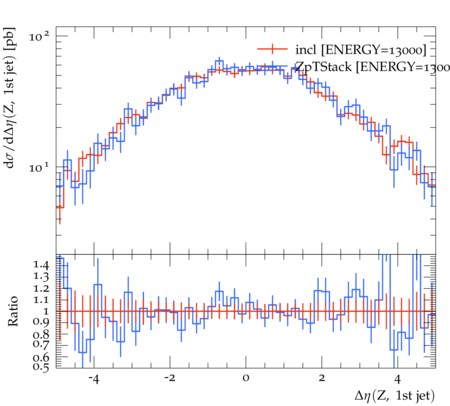 dσ/dΔη(Z, 1st jet) [pb]
10²
10¹
incl [ENERGY=13000]
ZpTStack [ENERGY=1300
Ratio
1.4
1.3
1.2
1.1
1
0.9
0.8
0.7
0.6
0.5
-4 -2 0 2 4
Δη(Z, 1st jet)